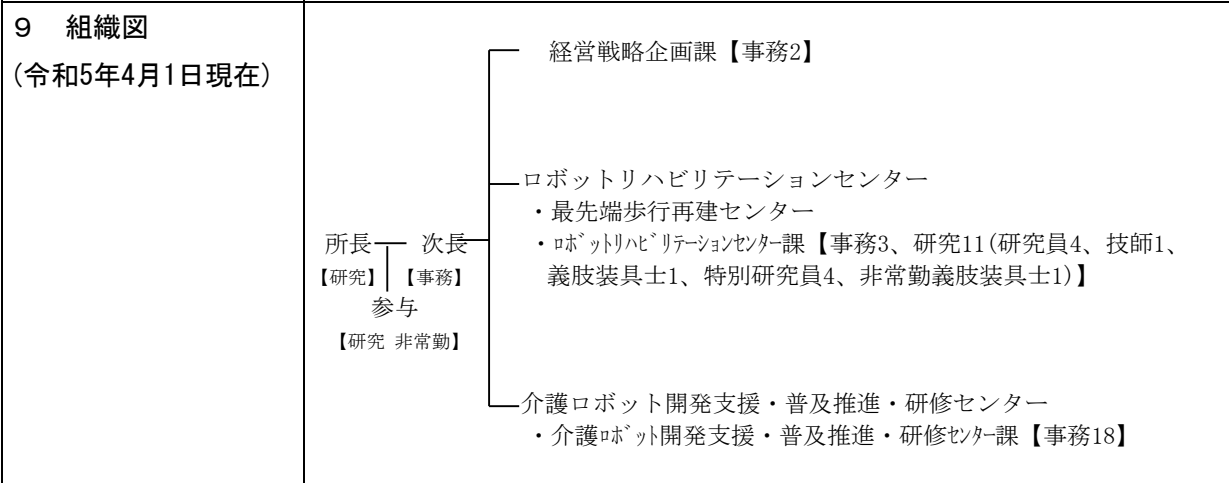 ９　組織図
(令和5年4月1日現在)
経営戦略企画課【事務2】
ロボットリハビリテーションセンター
・最先端歩行再建センター
所長 次長
・ﾛﾎﾞｯﾄﾘﾊﾋﾞﾘﾃｰｼｮﾝｾﾝﾀｰ課【事務3、研究11(研究員4、技師1、
【研究】 【事務】
義肢装具士1、特別研究員4、非常勤義肢装具士1)】
参与
【研究 非常勤】
介護ロボット開発支援・普及推進・研修センター
・介護ﾛﾎﾞｯﾄ開発支援・普及推進・研修ｾﾝﾀｰ課【事務18】